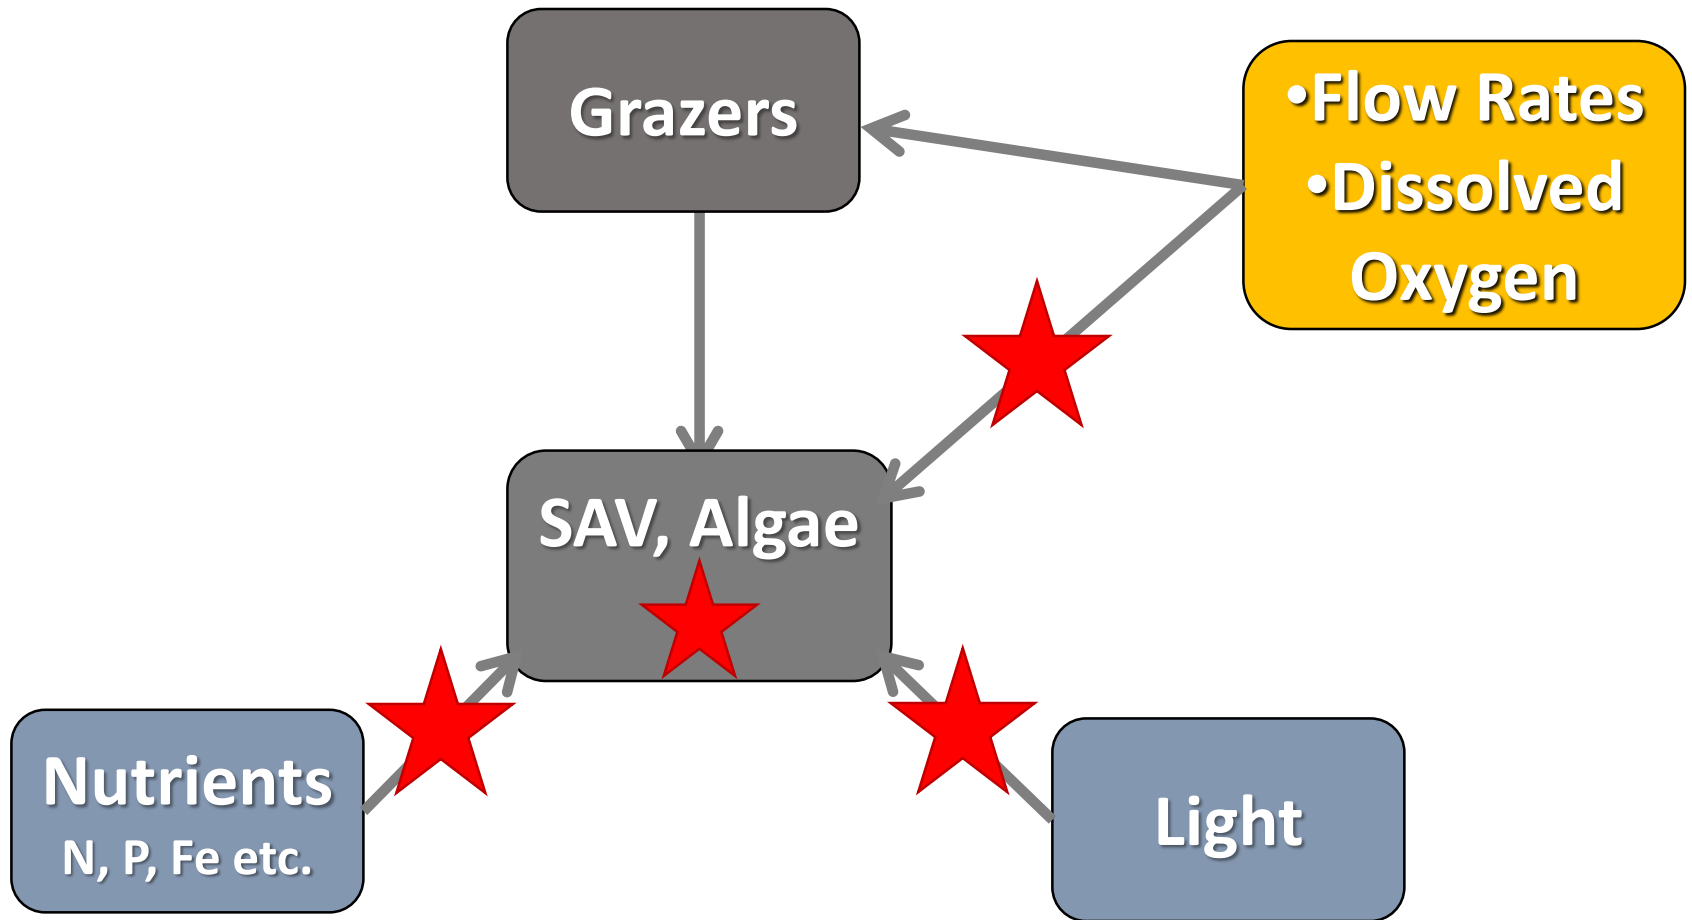 Grazers
•Flow Rates
•Dissolved
Oxygen
SAV, Algae
Nutrients
N, P, Fe etc.
Light